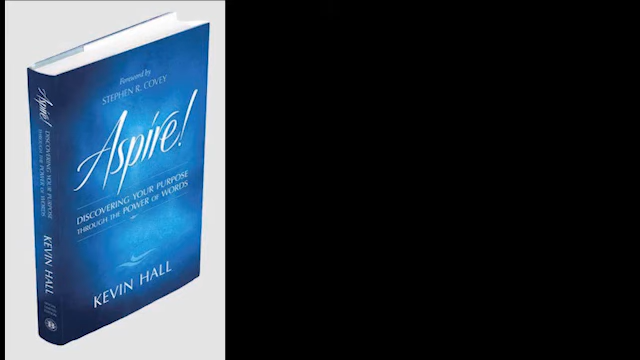 Foreword by
STEPHEN R. COVEY
Aspire!
DISCOVERING YOUR PURPOSE
THROUGH THE POWER OF WORDS
KEVIN HALL
Aspire!
DISCOVERING YOUR PURPOSE
THROUGH THE POWER OF WORDS
KEVIN HALL
B